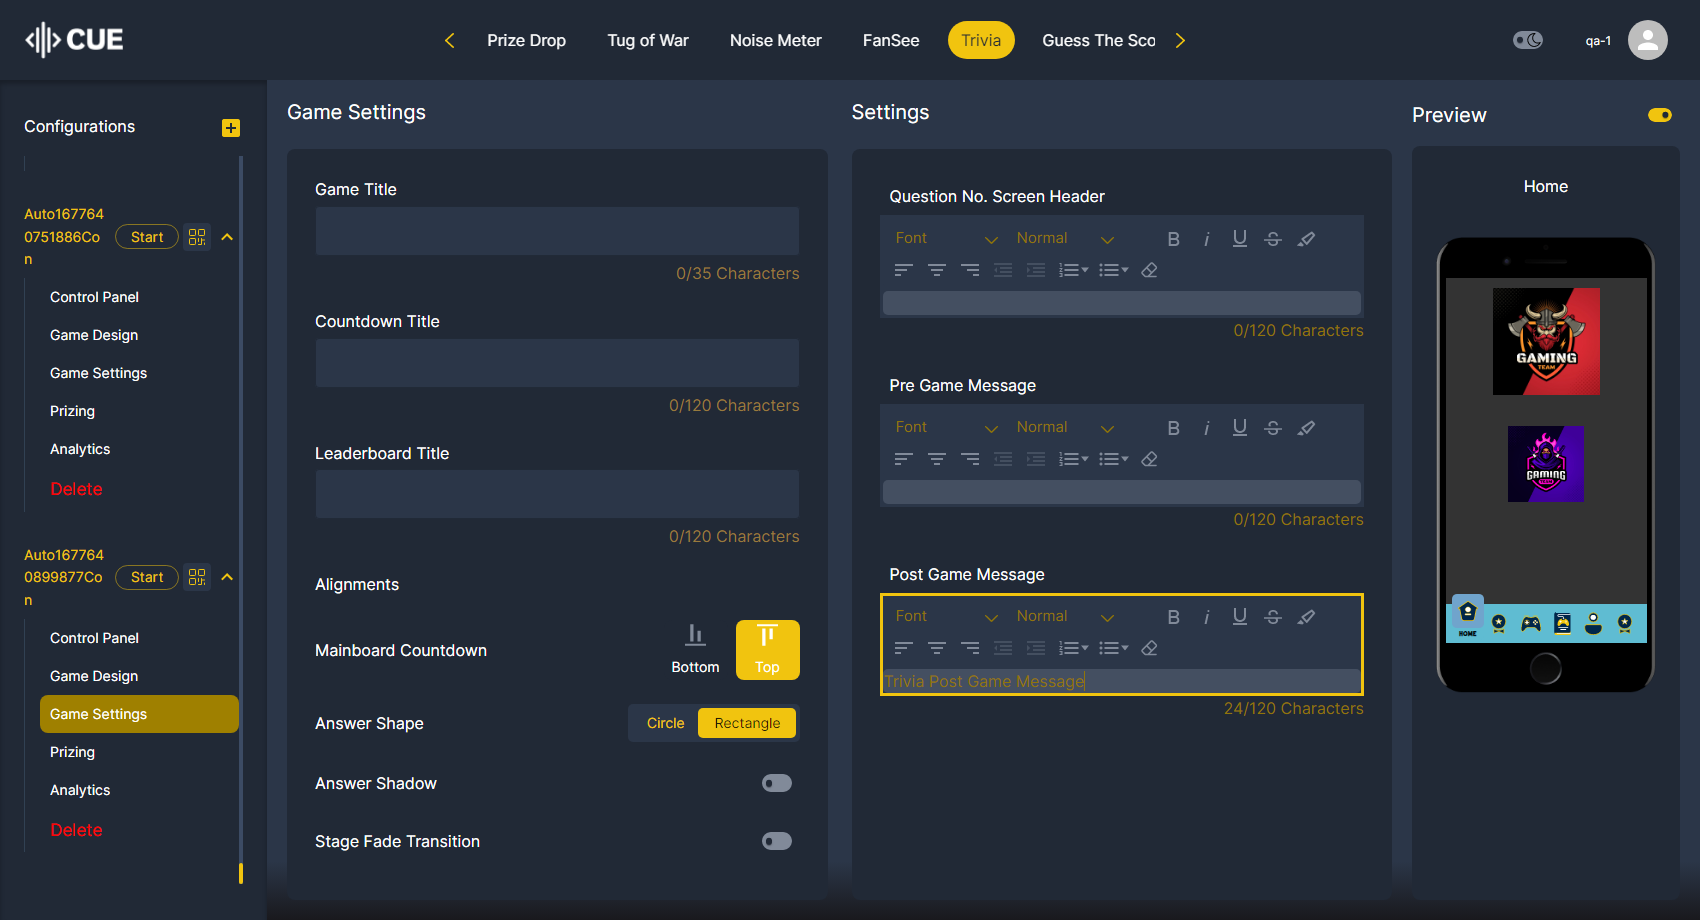 CUE
Prize Drop
Tug of War
Noise Meter
FanSee
Trivia
Guess The Sco
qa-1
Configurations
Auto167764
0751886Co
n
Start
Control Panel
Game Design
Game Settings
Prizing
Analytics
Delete
Auto167764
0899877Co
n
Start
Control Panel
Game Design
Game Settings
Prizing
Analytics
Delete
Game Settings
Game Title
0/35 Characters
Countdown Title
0/120 Characters
Leaderboard Title
0/120 Characters
Alignments
Mainboard Countdown
Bottom
Top
Answer Shape
Circle
Rectangle
Answer Shadow
Stage Fade Transition
Settings
Question No. Screen Header
Font
Normal
B i U S
0/120 Characters
Pre Game Message
Font
Normal
B i U S
0/120 Characters
Post Game Message
Font
Normal
B i U S
Trivia Post Game Message
24/120 Characters
Preview
Home
GAMING
TEAM
GAMING
TEAM
HOME